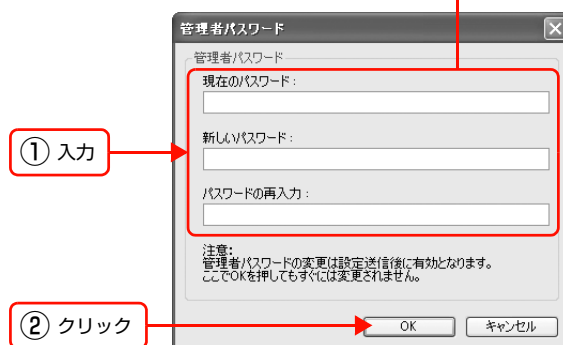 管理者パスワード
管理者パスワード
現在のパスワード：
新しいパスワード：
① 入力
パスワードの再入力：
注意：
管理者パスワードの変更は設定送信後に有効となります。
ここでOKを押してもすぐには変更されません。
② クリック
OK キャンセル